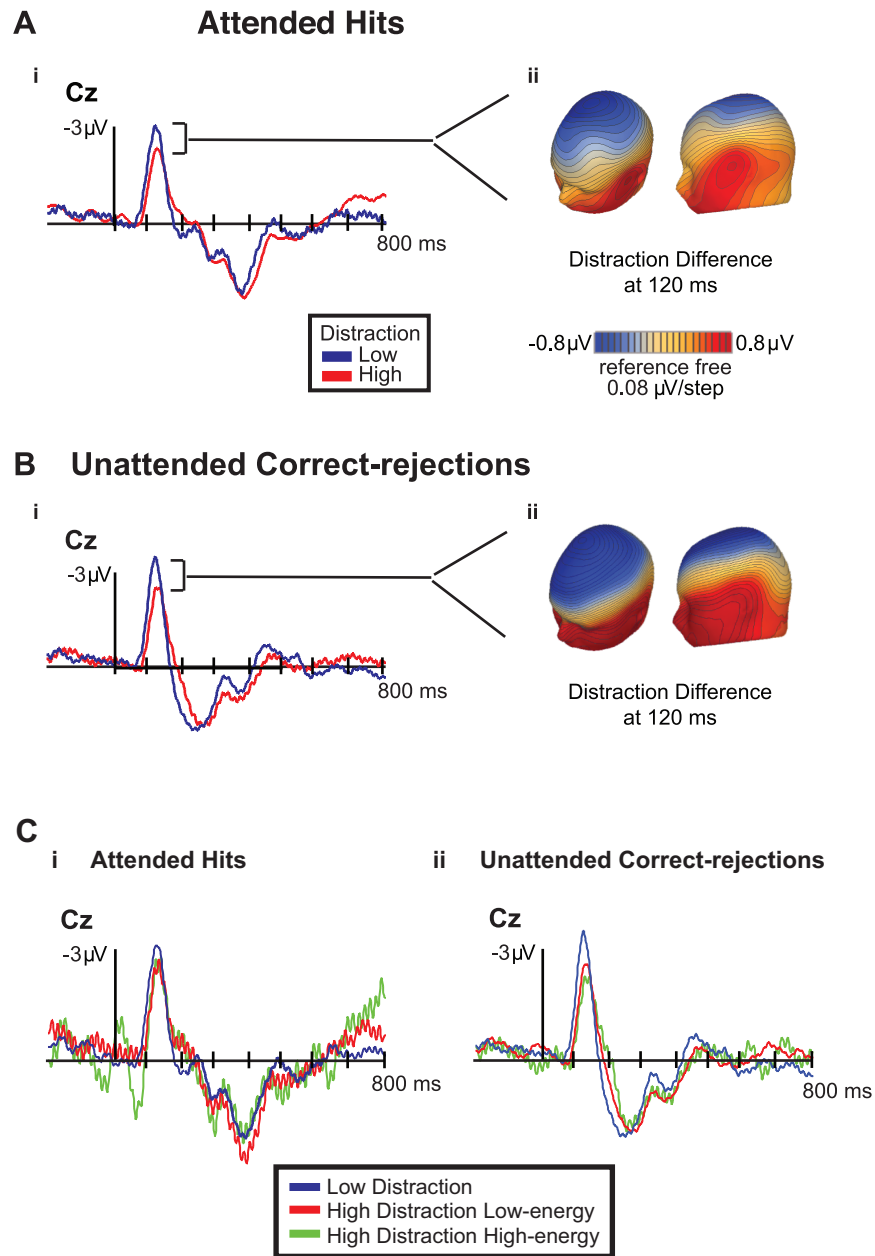 A Attended Hits
i
ii
Cz
-3µV
800 ms
Distraction Difference
at 120 ms
Distraction
Low
High
-0.8µV
0.8µV
reference free
0.08 µV/step
B Unattended Correct-rejections
i
ii
Cz
-3µV
800 ms
Distraction Difference
at 120 ms
C
i Attended Hits
ii Unattended Correct-rejections
Cz
-3µV
800 ms
Cz
-3µV
800 ms
Low Distraction
High Distraction Low-energy
High Distraction High-energy